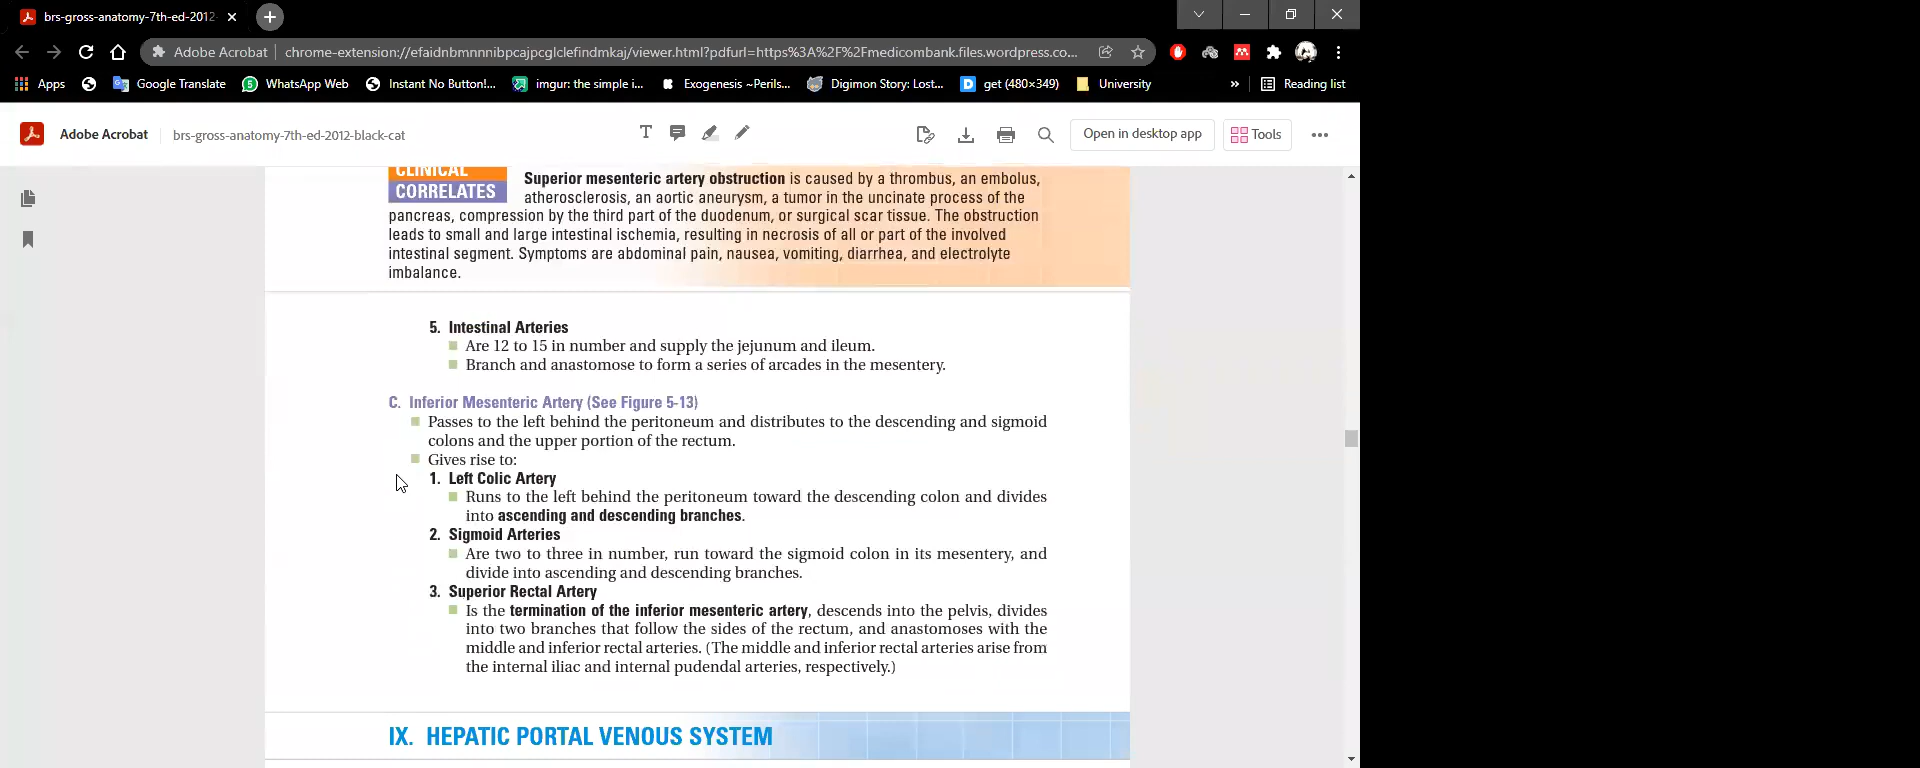 brs-gross-anatomy-7th-ed-2012-
Adobe Acrobat
chrome-extension://efaidnbmnnnibpcajpcglclefindmkaj/viewer.html?pdfurl=https%3A%2F%2Fmedicombank.files.wordpress.co...
Apps
Google Translate
WhatsApp Web
Instant No Button!...
imgur: the simple i...
Exogenesis ~Perils...
Digimon Story: Lost...
get (480×349)
University
»
Reading list
Adobe Acrobat
brs-gross-anatomy-7th-ed-2012-black-cat
Open in desktop app
Tools
CLINICAL
CORRELATES
Superior mesenteric artery obstruction is caused by a thrombus, an embolus,
atherosclerosis, an aortic aneurysm, a tumor in the uncinate process of the
pancreas, compression by the third part of the duodenum, or surgical scar tissue. The obstruction
leads to small and large intestinal ischemia, resulting in necrosis of all or part of the involved
intestinal segment. Symptoms are abdominal pain, nausea, vomiting, diarrhea, and electrolyte
imbalance.
5. Intestinal Arteries
Are 12 to 15 in number and supply the jejunum and ileum.
Branch and anastomose to form a series of arcades in the mesentery.
C. Inferior Mesenteric Artery (See Figure 5-13)
Passes to the left behind the peritoneum and distributes to the descending and sigmoid
colons and the upper portion of the rectum.
Gives rise to:
1. Left Colic Artery
Runs to the left behind the peritoneum toward the descending colon and divides
into ascending and descending branches.
2. Sigmoid Arteries
Are two to three in number, run toward the sigmoid colon in its mesentery, and
divide into ascending and descending branches.
3. Superior Rectal Artery
Is the termination of the inferior mesenteric artery, descends into the pelvis, divides
into two branches that follow the sides of the rectum, and anastomoses with the
middle and inferior rectal arteries. (The middle and inferior rectal arteries arise from
the internal iliac and internal pudendal arteries, respectively.)
IX. HEPATIC PORTAL VENOUS SYSTEM